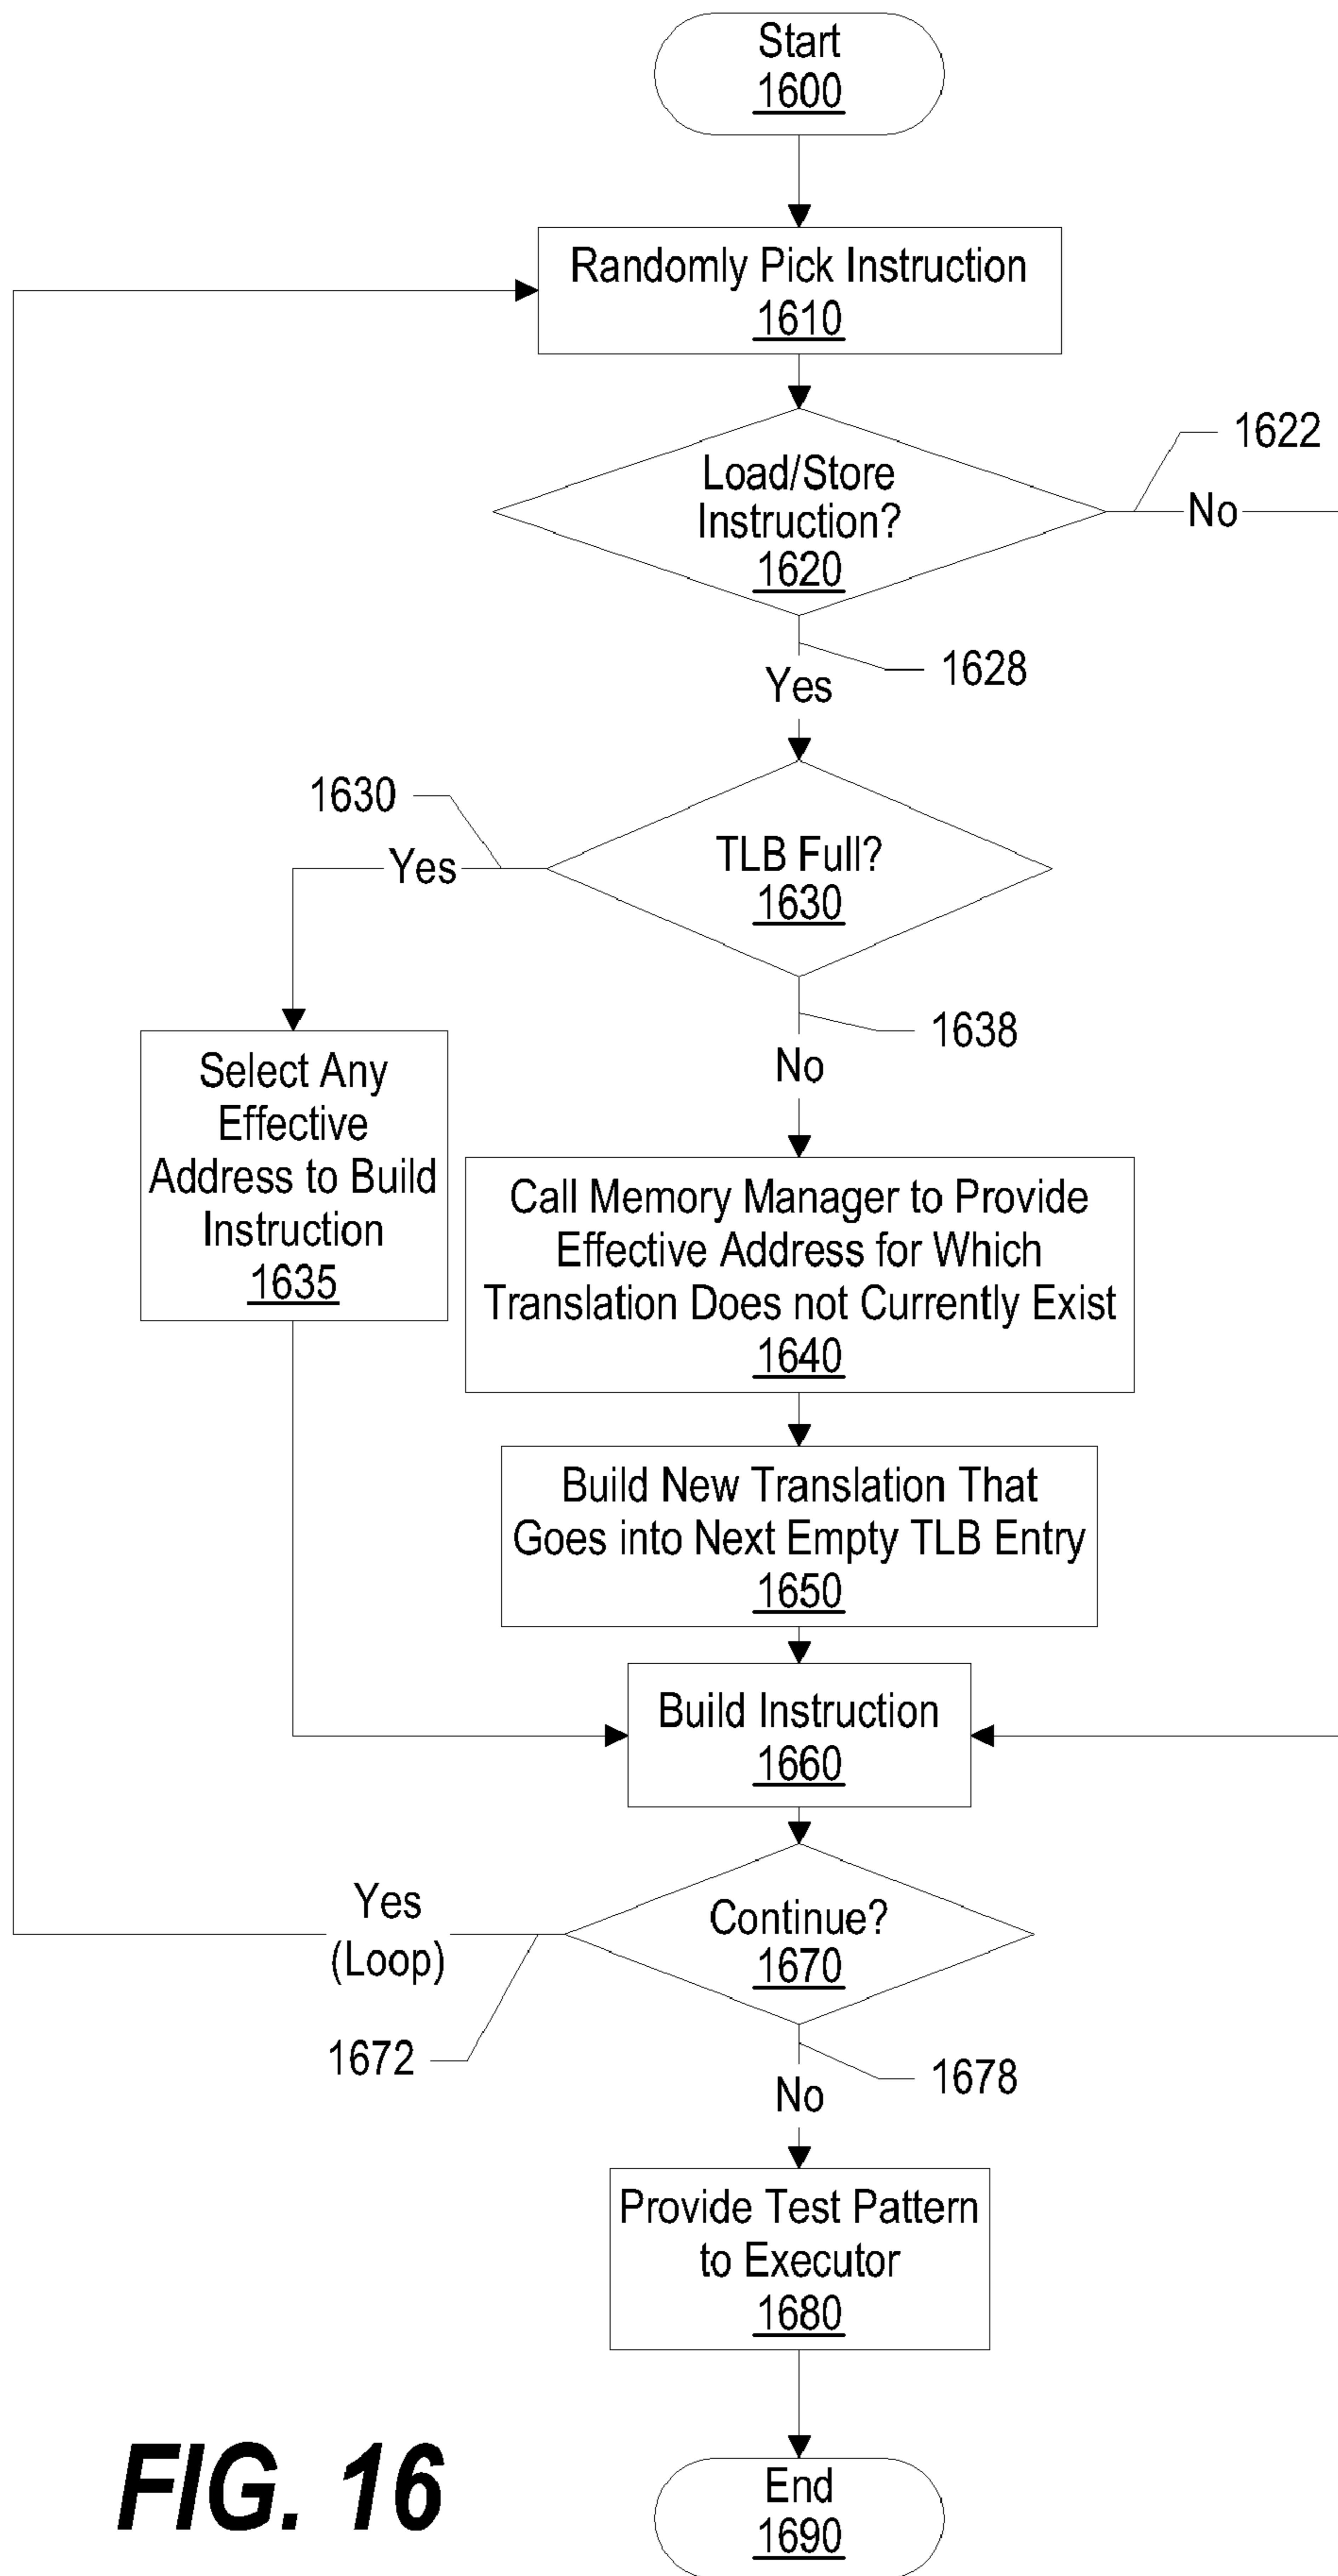 Start
1600
Randomly Pick Instruction
1610
Load/Store
Instruction?
1620
1622
No
1628
Yes
1630
Yes
TLB Full?
1630
1638
No
Select Any
Effective
Address to Build
Instruction
1635
Call Memory Manager to Provide
Effective Address for Which
Translation Does not Currently Exist
1640
Build New Translation That
Goes into Next Empty TLB Entry
1650
Build Instruction
1660
Yes
(Loop)
Continue?
1670
1672
1678
No
Provide Test Pattern
to Executor
1680
End
1690
FIG. 16